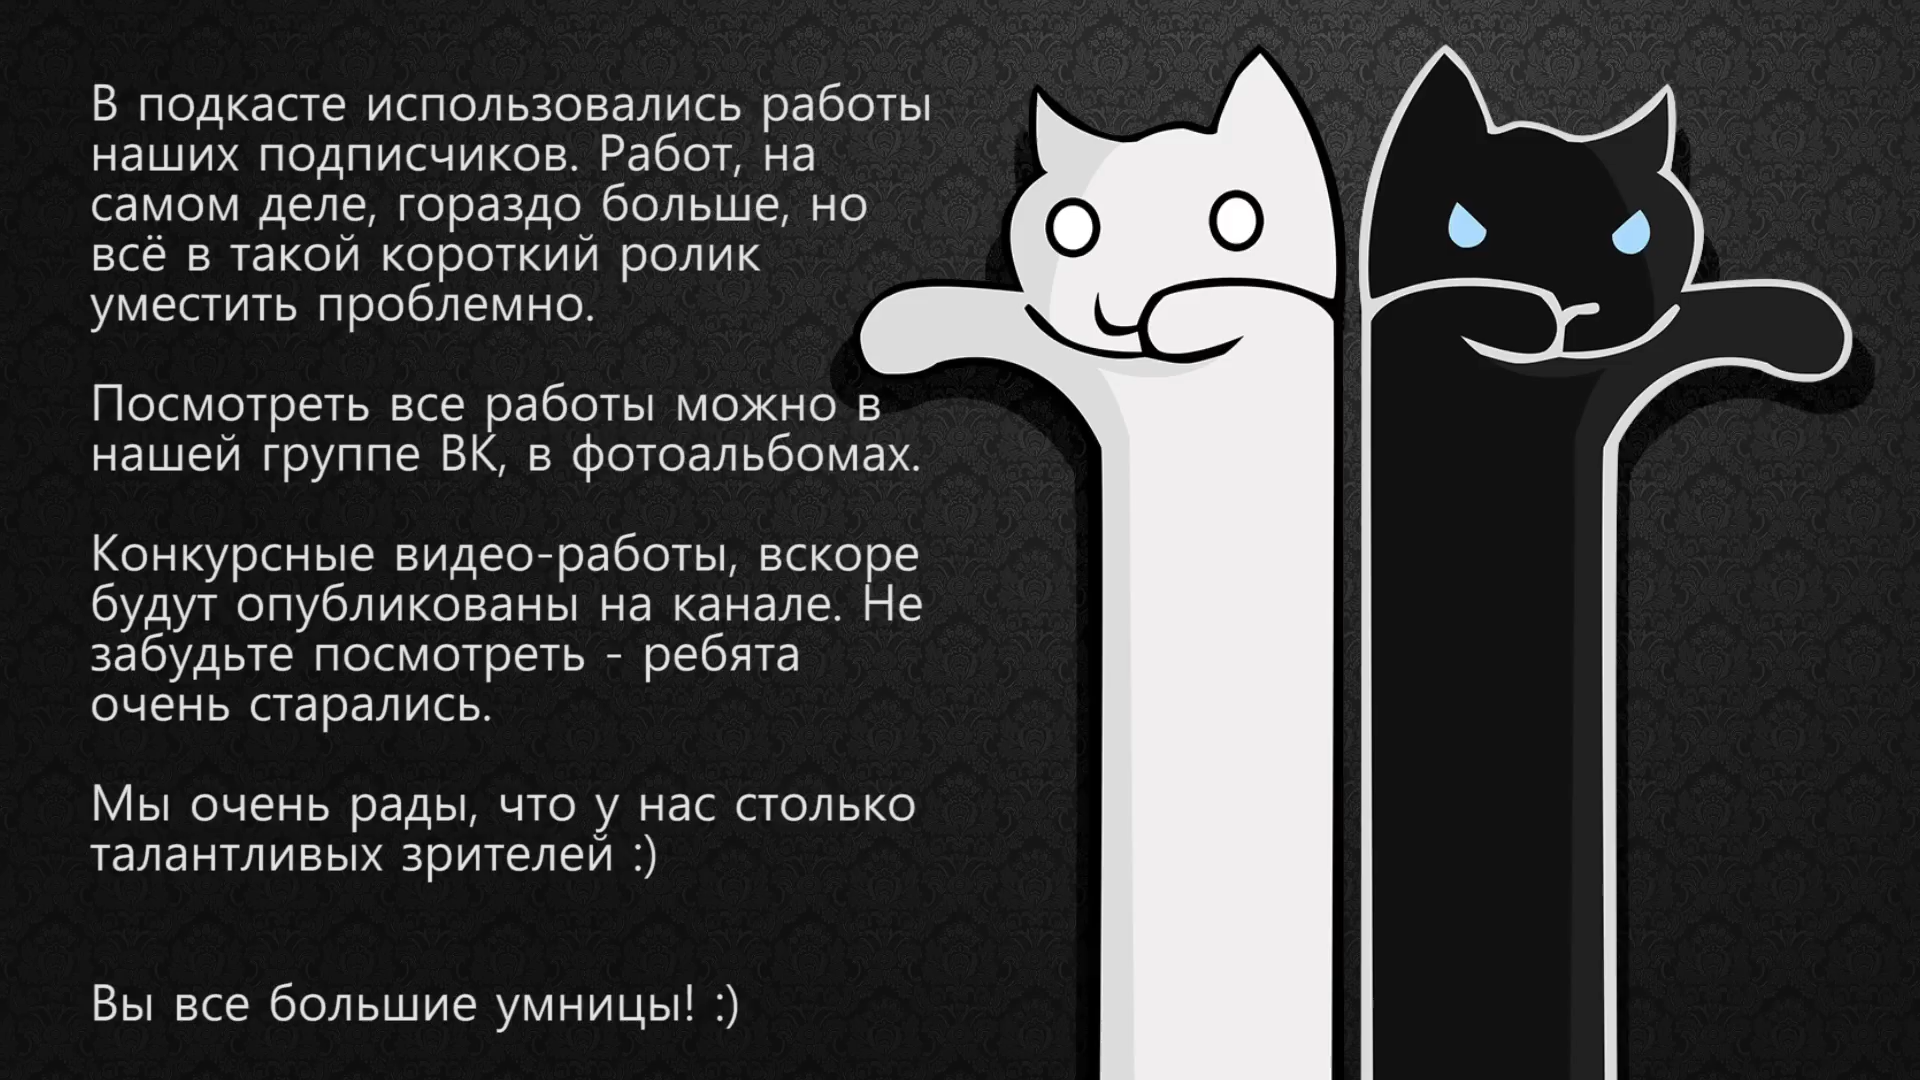 В подкасте использовались работы
наших подписчиков. Работ, на
самом деле, гораздо больше, но
всё в такой короткий ролик
уместить проблемно.
Посмотреть все работы можно в
нашей группе ВК, в фотоальбомах.
Конкурсные видео-работы, вскоре
будут опубликованы на канале. Не
забудьте посмотреть - ребята
очень старались.
Мы очень рады, что у нас столько
талантливых зрителей :)
Вы все большие умницы! :)